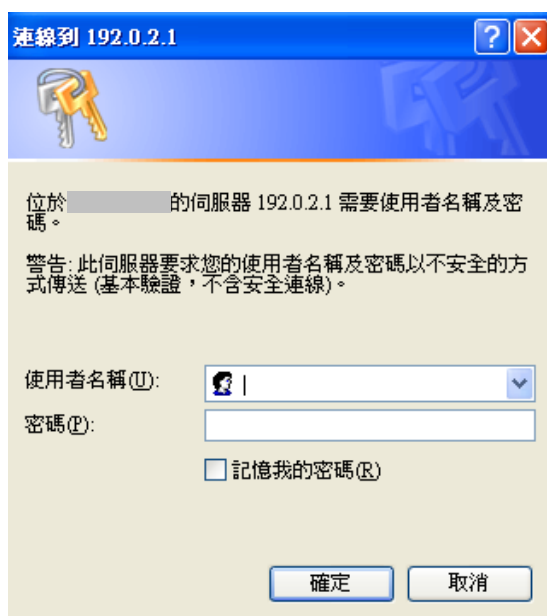 連線到 192.0.2.1
位於 的伺服器 192.0.2.1 需要使用者名稱及密
碼。
警告: 此伺服器要求您的使用者名稱及密碼以不安全的方
式傳送 (基本驗證，不含安全連線)。
使用者名稱(U):
密碼(P):
記憶我的密碼(R)
確定 取消